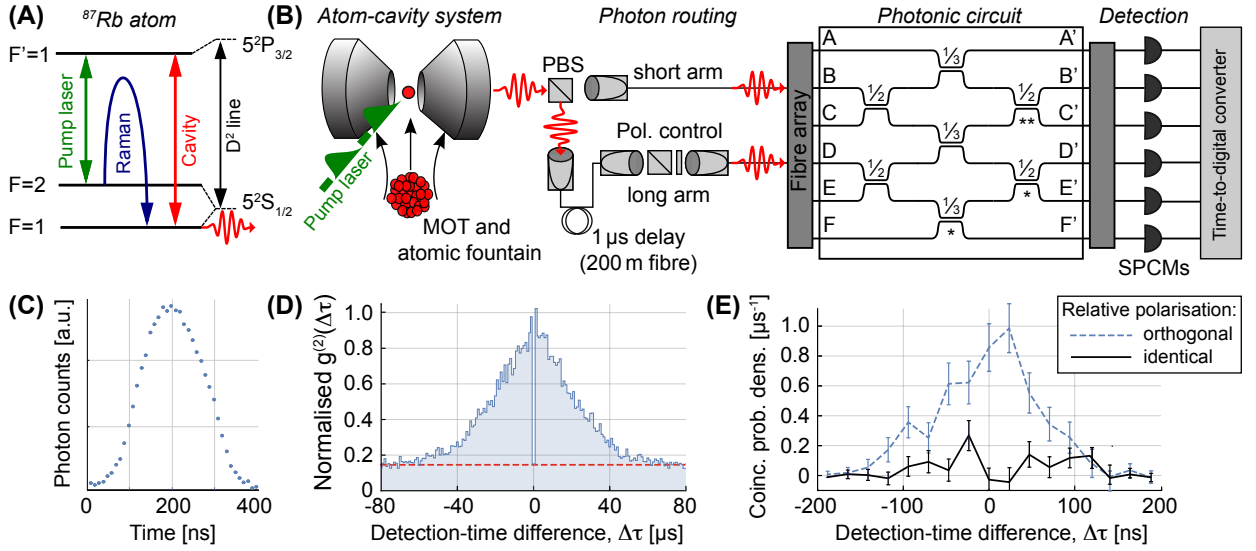 (A)
⁸⁷Rb atom
F'=1
5²P₃/₂
Pump laser
Raman
Cavity
D² line
F=2
5²S₁/₂
F=1
(B)
Atom-cavity system
Photon routing
Photonic circuit
Detection
Pump laser
MOT and
atomic fountain
PBS
short arm
Pol. control
long arm
1 µs delay
(200 m fibre)
Fibre array
A
B
C
D
E
F
⅓
½
½
**
⅓
½
½
*
⅓
*
A'
B'
C'
D'
E'
F'
SPCMs
Time-to-digital converter
(C)
Photon counts [a.u.]
0 200 400
Time [ns]
(D)
Normalised g⁽²⁾(Δτ)
1.0
0.8
0.6
0.4
0.2
0
-80 -40 0 40 80
Detection-time difference, Δτ [µs]
(E)
Coinc. prob. dens. [µs⁻¹]
1.0
0.8
0.6
0.4
0.2
0
-100 0 100 200
Detection-time difference, Δτ [ns]
Relative polarisation:
orthogonal
identical